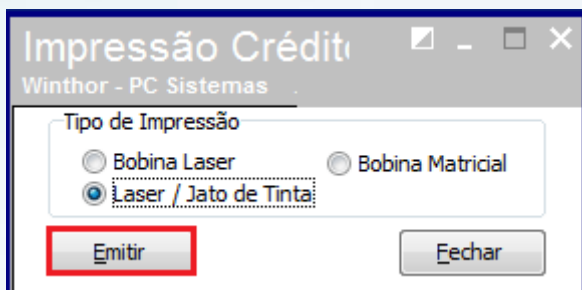 Impressão Crédit
Winthor - PC Sistemas
Tipo de Impressão
Bobina Laser
Bobina Matricial
Laser / Jato de Tinta
Emitir
Fechar